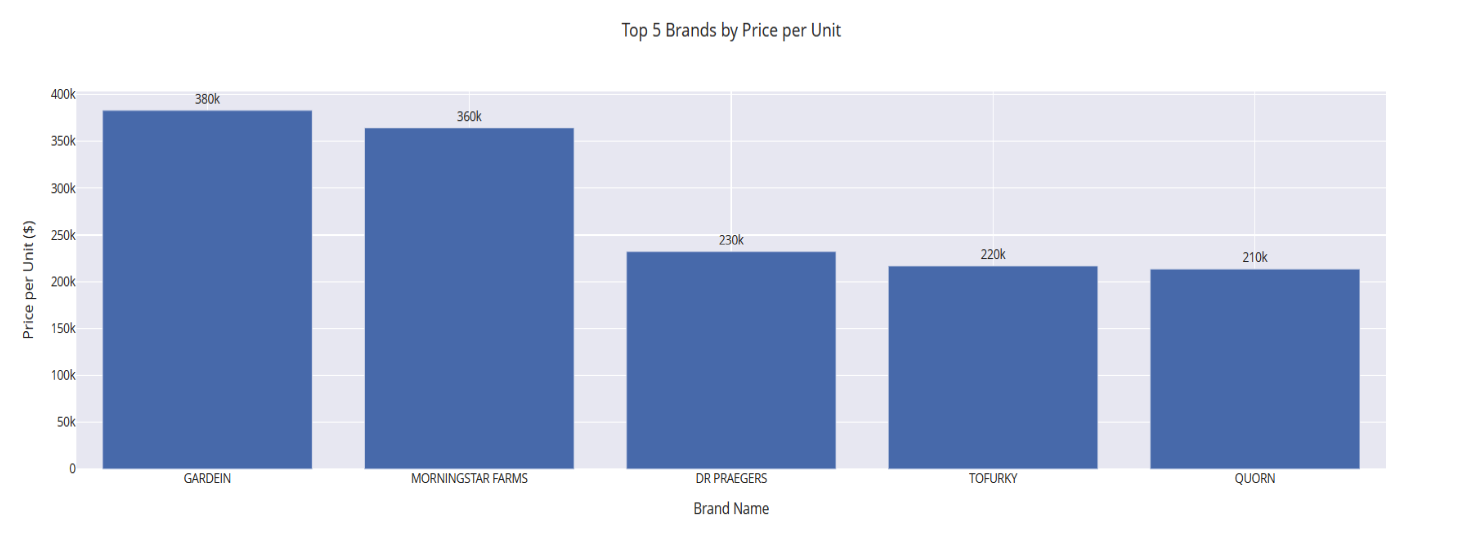 Top 5 Brands by Price per Unit
400k
350k
300k
250k
200k
150k
100k
50k
0
Price per Unit ($)
380k
360k
230k
220k
210k
GARDEIN
MORNINGSTAR FARMS
DR PRAEGERS
TOFURKY
QUORN
Brand Name